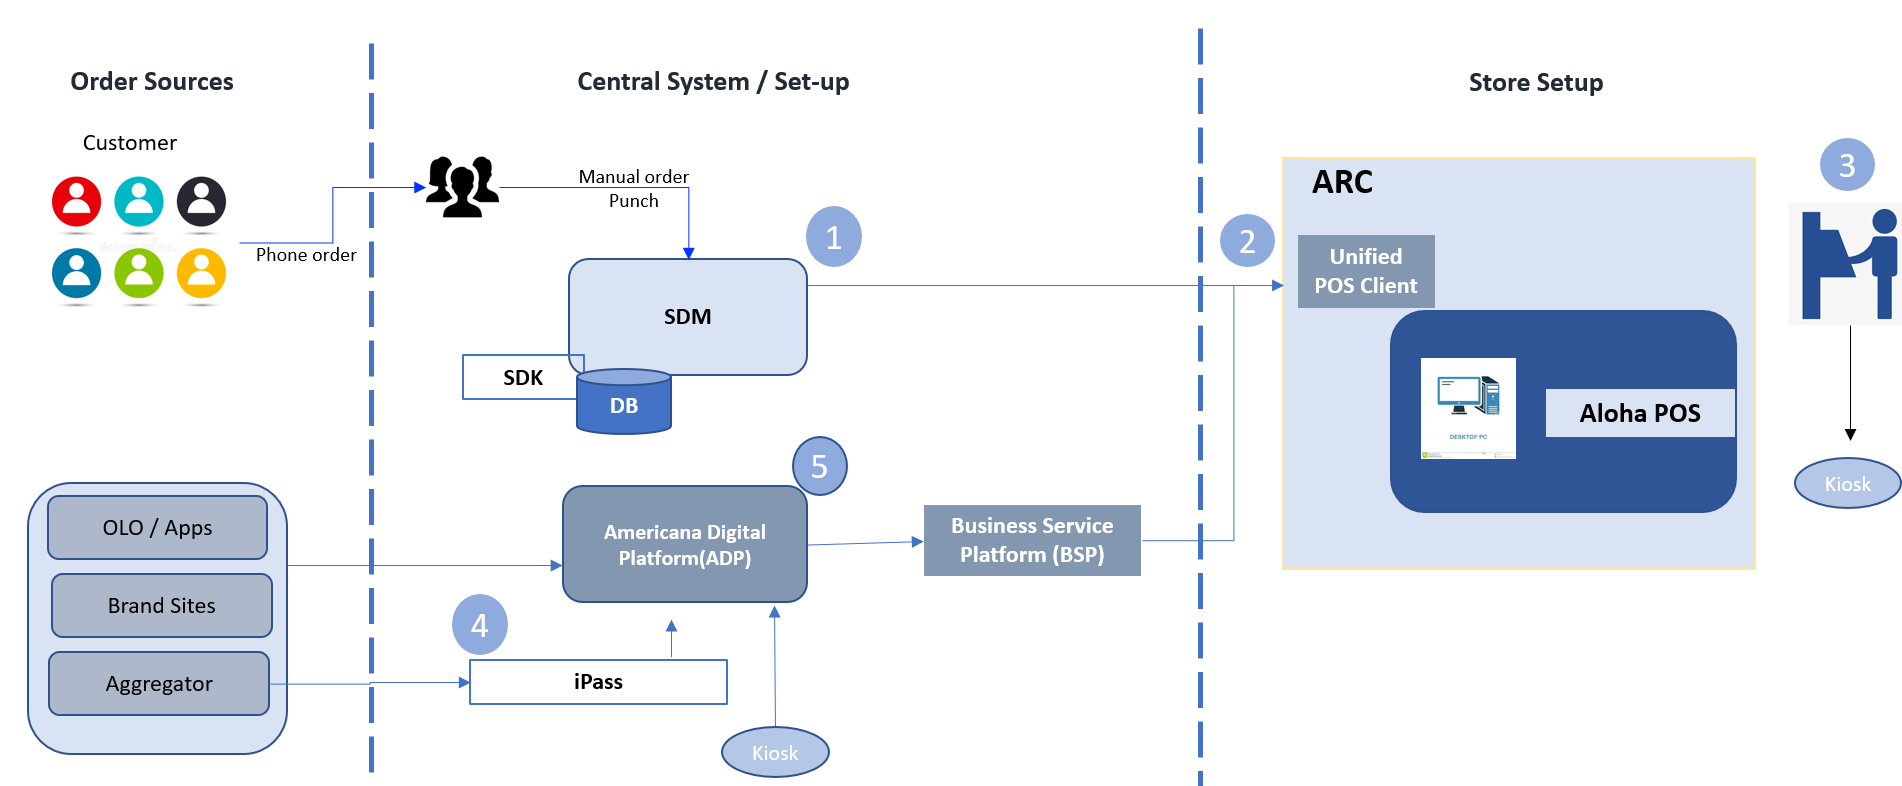 Order Sources
Central System / Set-up
Store Setup
Customer
Phone order
Manual order
Punch
1
2
3
ARC
Unified
POS Client
SDM
SDK
DB
DESKTOP PC
Aloha POS
Kiosk
5
OLO / Apps
Brand Sites
Aggregator
Americana Digital
Platform(ADP)
Business Service
Platform (BSP)
4
iPass
Kiosk